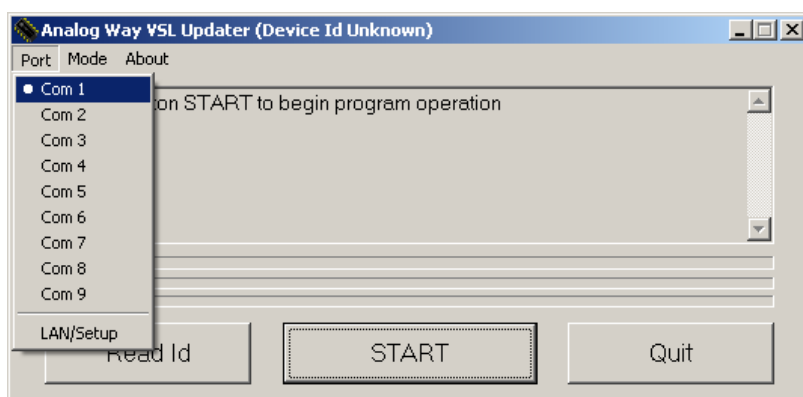 Analog Way VSL Updater (Device Id Unknown)
Port Mode About
Com 1
Com 2
Com 3
Com 4
Com 5
Com 6
Com 7
Com 8
Com 9
LAN/Setup
on START to begin program operation
Read Id START Quit